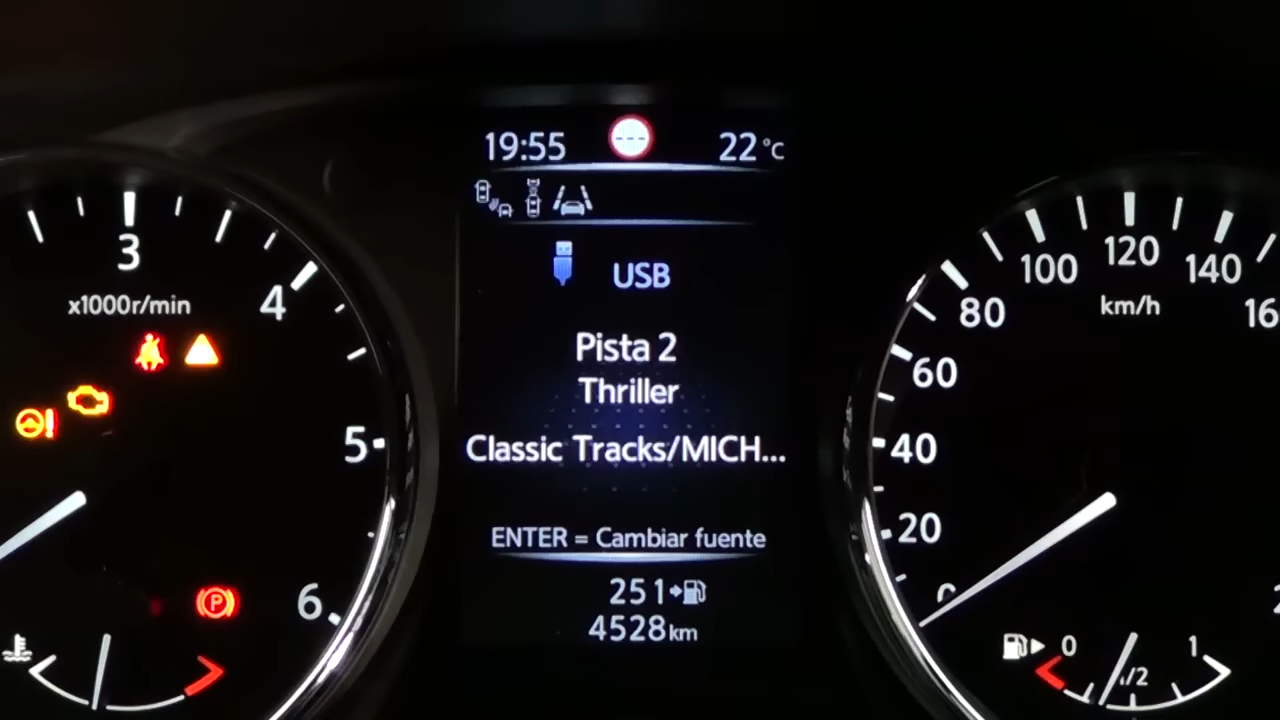 19:55
22 °C
USB
Pista 2
Thriller
Classic Tracks/MICH...
ENTER = Cambiar fuente
251
4528 km
3
x1000r/min
4
5
6
P
100
120
140
80
km/h
60
40
20
0
0
1/2
1